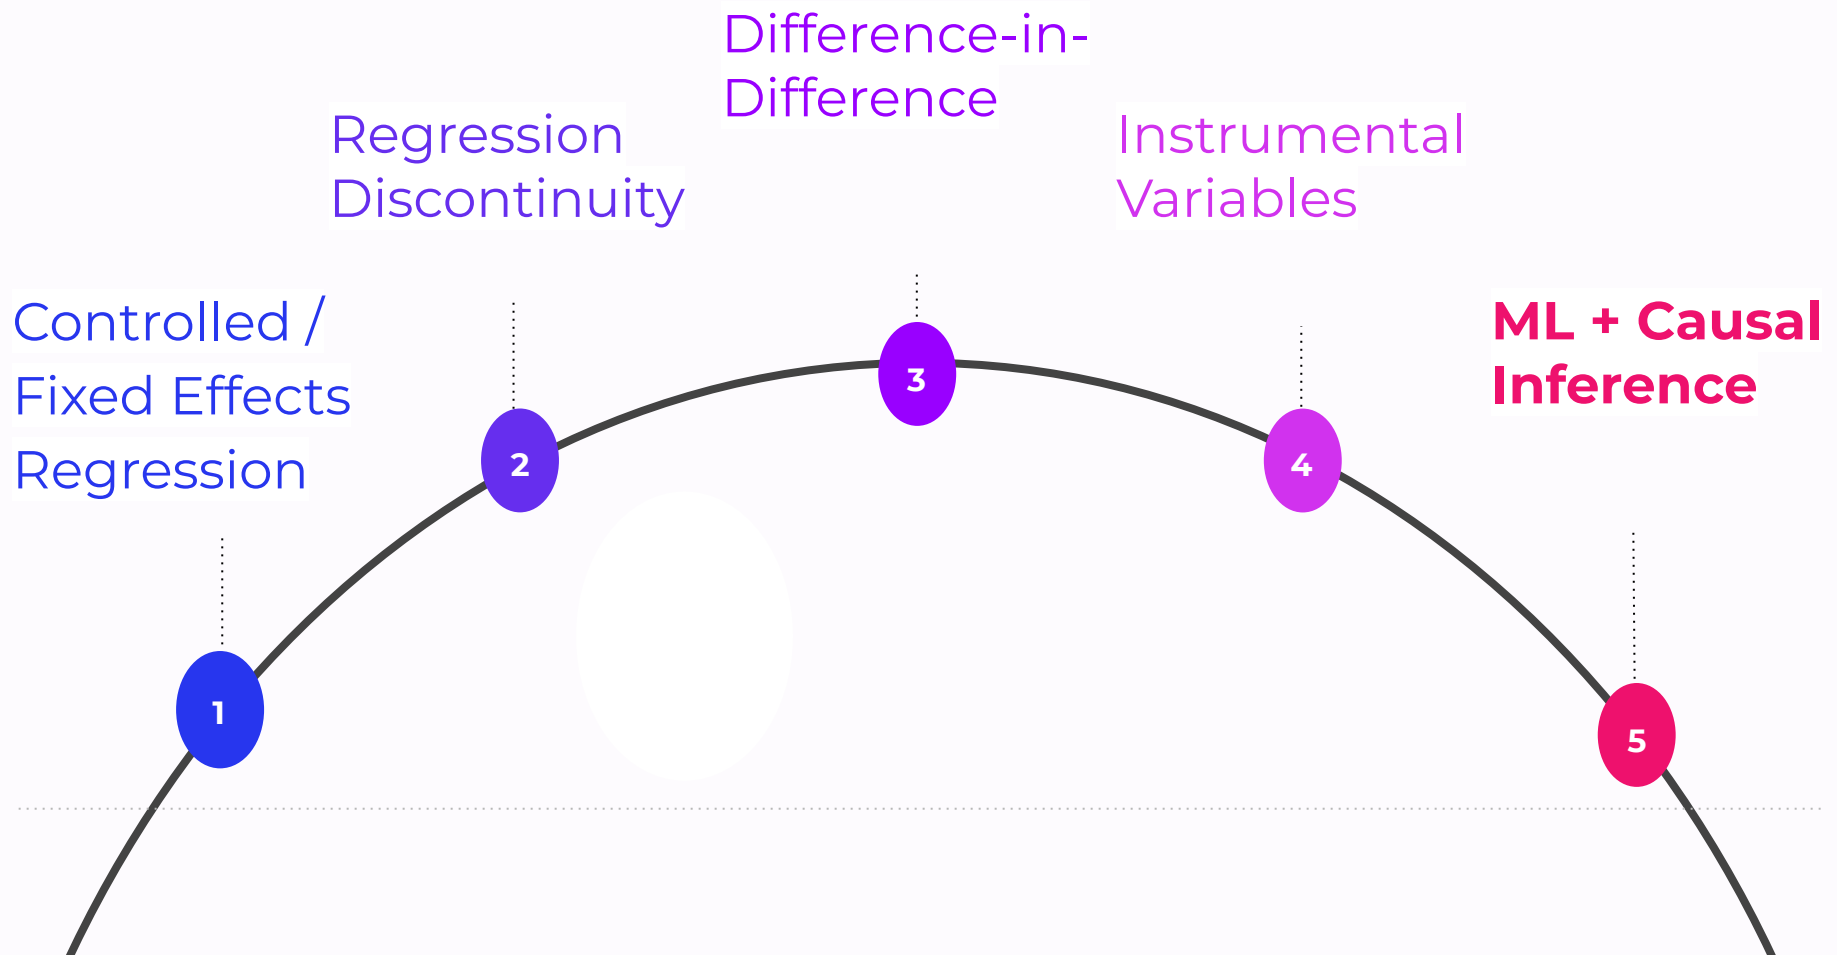 Controlled /
Fixed Effects
Regression
1
Regression
Discontinuity
2
Difference-in-
Difference
3
Instrumental
Variables
4
ML + Causal
Inference
5